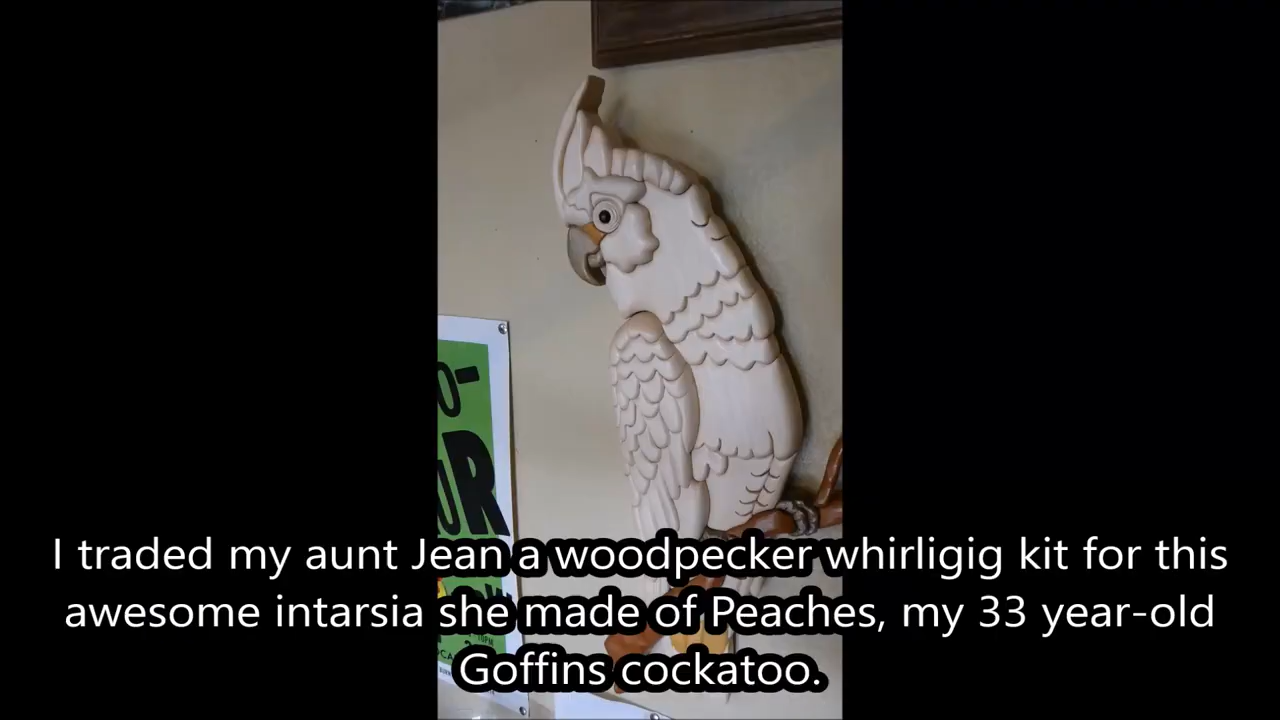 O-
UR
I traded my aunt Jean a woodpecker whirligig kit for this
awesome intarsia she made of Peaches, my 33 year-old
Goffins cockatoo.